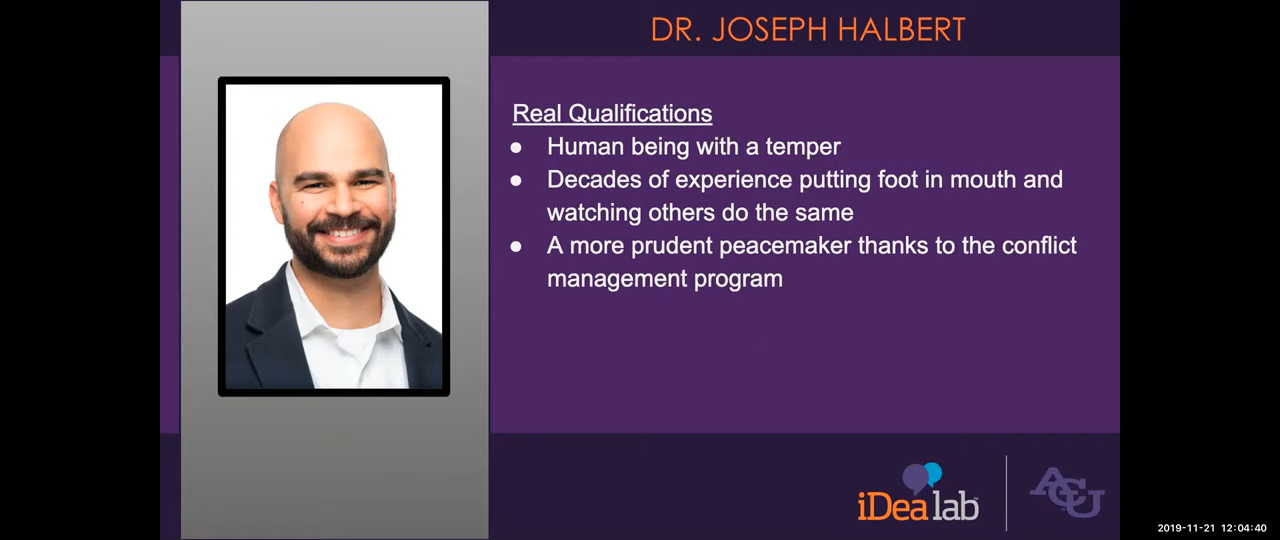 DR. JOSEPH HALBERT
Real Qualifications
● Human being with a temper
● Decades of experience putting foot in mouth and
watching others do the same
● A more prudent peacemaker thanks to the conflict
management program
iDea lab
ACU
2019-11-21 12:04:40